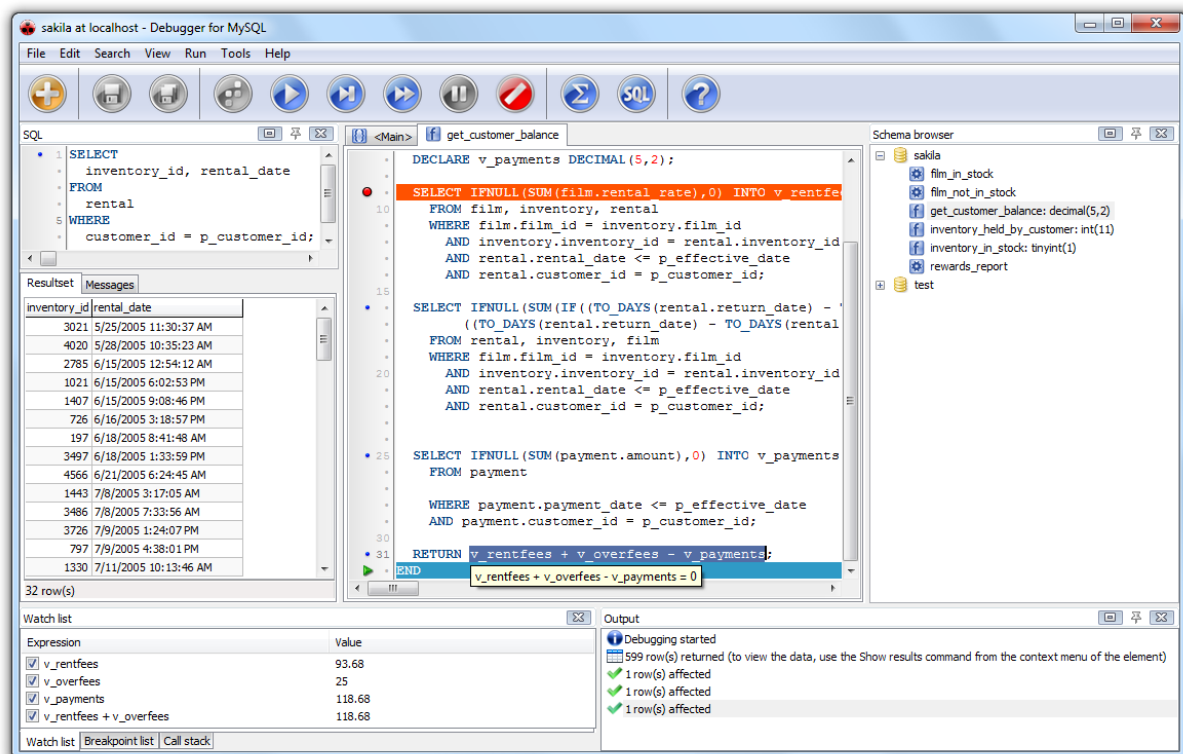 sakila at localhost - Debugger for MySQL
File Edit Search View Run Tools Help
SQL
SQL
1 SELECT
inventory_id, rental_date
FROM
rental
5 WHERE
customer_id = p_customer_id;
Resultset Messages
inventory_id rental_date
3021 5/25/2005 11:30:37 AM
4020 5/28/2005 10:35:23 AM
2785 6/15/2005 12:54:12 AM
1021 6/15/2005 6:02:53 PM
1407 6/15/2005 9:08:46 PM
726 6/16/2005 3:18:57 PM
197 6/18/2005 8:41:48 AM
3497 6/18/2005 1:33:59 PM
4566 6/21/2005 6:24:45 AM
1443 7/8/2005 3:17:05 AM
3486 7/8/2005 7:33:56 AM
3726 7/9/2005 1:24:07 PM
797 7/9/2005 4:38:01 PM
1330 7/11/2005 10:13:46 AM
32 row(s)
<Main> get_customer_balance
DECLARE v_payments DECIMAL(5,2);
SELECT IFNULL(SUM(film.rental_rate),0) INTO v_rentfee
10 FROM film, inventory, rental
WHERE film.film_id = inventory.film_id
AND inventory.inventory_id = rental.inventory_id
AND rental.rental_date <= p_effective_date
AND rental.customer_id = p_customer_id;
15
SELECT IFNULL(SUM(IF((TO_DAYS(rental.return_date) -
((TO_DAYS(rental.return_date) - TO_DAYS(rental
FROM rental, inventory, film
WHERE film.film_id = inventory.film_id
20 AND inventory.inventory_id = rental.inventory_id
AND rental.rental_date <= p_effective_date
AND rental.customer_id = p_customer_id;
25 SELECT IFNULL(SUM(payment.amount),0) INTO v_payments
FROM payment
WHERE payment.payment_date <= p_effective_date
AND payment.customer_id = p_customer_id;
30
31 RETURN v_rentfees + v_overfees - v_payments;
END
v_rentfees + v_overfees - v_payments = 0
Schema browser
sakila
film_in_stock
film_not_in_stock
get_customer_balance: decimal(5,2)
inventory_held_by_customer: int(11)
inventory_in_stock: tinyint(1)
rewards_report
test
Watch list
Expression Value
v_rentfees 93.68
v_overfees 25
v_payments 118.68
v_rentfees + v_overfees 118.68
Watch list Breakpoint list Call stack
Output
Debugging started
599 row(s) returned (to view the data, use the Show results command from the context menu of the element)
1 row(s) affected
1 row(s) affected
1 row(s) affected